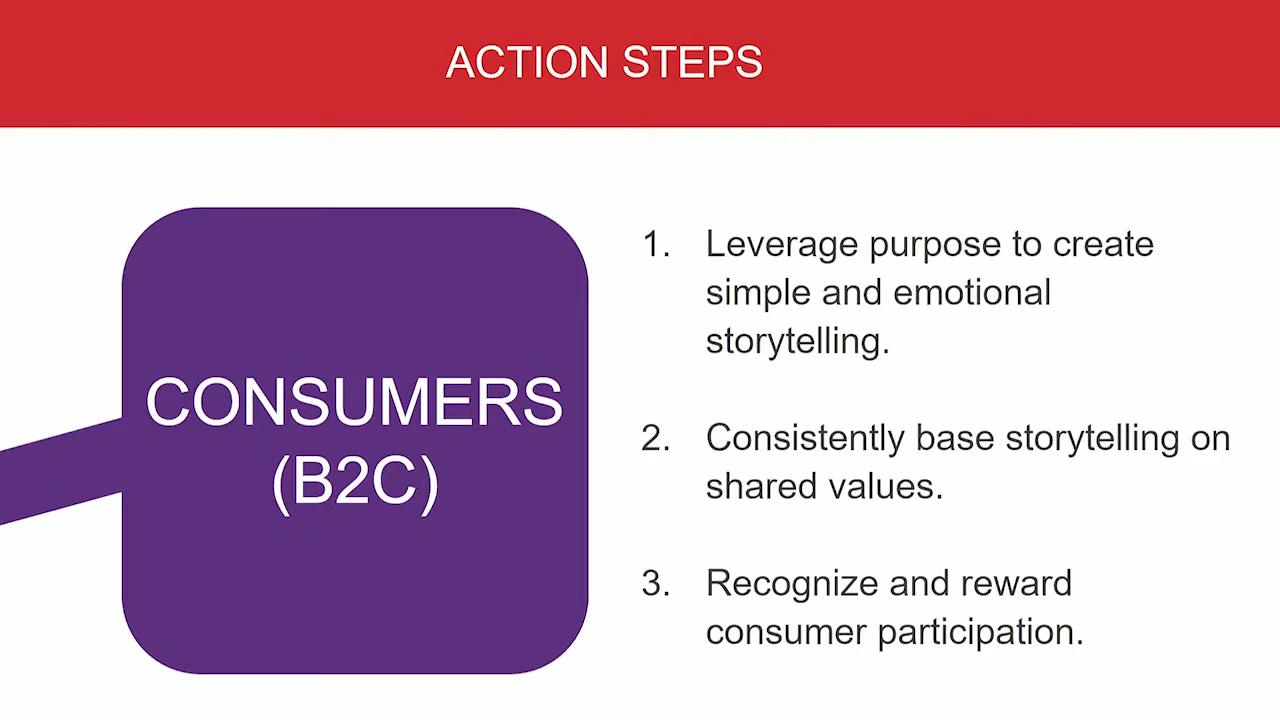 ACTION STEPS
CONSUMERS
(B2C)
1. Leverage purpose to create
simple and emotional
storytelling.
2. Consistently base storytelling on
shared values.
3. Recognize and reward
consumer participation.